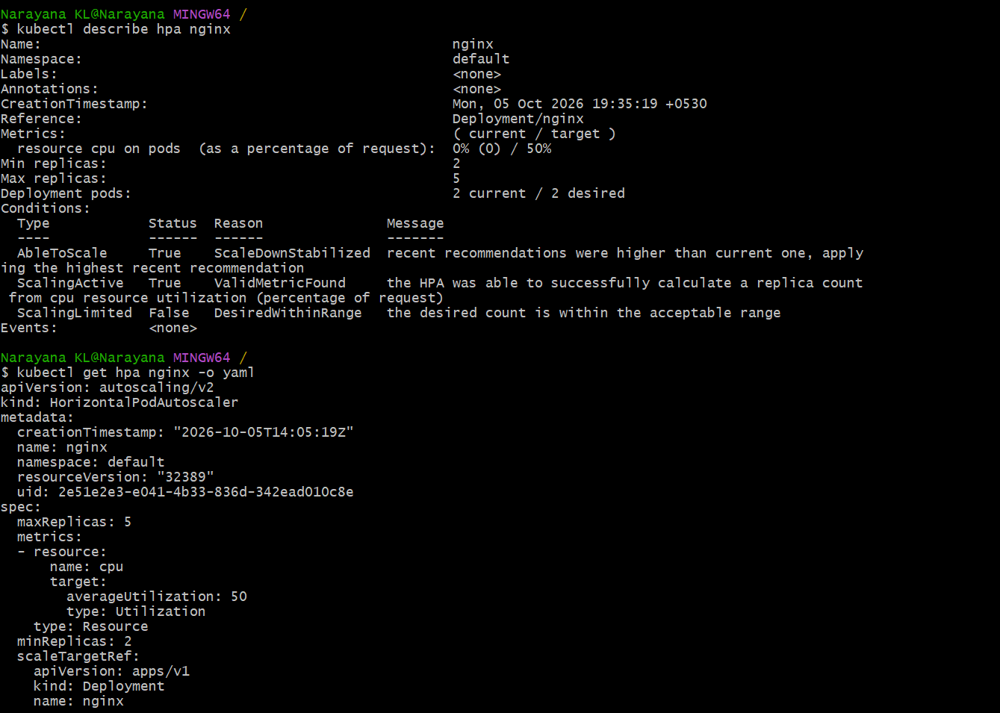 Narayana KL@Narayana MINGW64 /
$ kubectl describe hpa nginx
Name:                                                  nginx
Namespace:                                             default
Labels:                                                <none>
Annotations:                                           <none>
CreationTimestamp:                                     Mon, 05 Oct 2026 19:35:19 +0530
Reference:                                             Deployment/nginx
Metrics:                                               ( current / target )
  resource cpu on pods  (as a percentage of request):  0% (0) / 50%
Min replicas:                                          2
Max replicas:                                          5
Deployment pods:                                       2 current / 2 desired
Conditions:
  Type            Status  Reason               Message
  ----            ------  ------               -------
  AbleToScale     True    ScaleDownStabilized  recent recommendations were higher than current one, apply
ing the highest recent recommendation
  ScalingActive   True    ValidMetricFound     the HPA was able to successfully calculate a replica count
 from cpu resource utilization (percentage of request)
  ScalingLimited  False   DesiredWithinRange   the desired count is within the acceptable range
Events:           <none>
Narayana KL@Narayana MINGW64 /
$ kubectl get hpa nginx -o yaml
apiVersion: autoscaling/v2
kind: HorizontalPodAutoscaler
metadata:
  creationTimestamp: "2026-10-05T14:05:19Z"
  name: nginx
  namespace: default
  resourceVersion: "32389"
  uid: 2e51e2e3-e041-4b33-836d-342ead010c8e
spec:
  maxReplicas: 5
  metrics:
  - resource:
      name: cpu
      target:
        averageUtilization: 50
        type: Utilization
    type: Resource
  minReplicas: 2
  scaleTargetRef:
    apiVersion: apps/v1
    kind: Deployment
    name: nginx